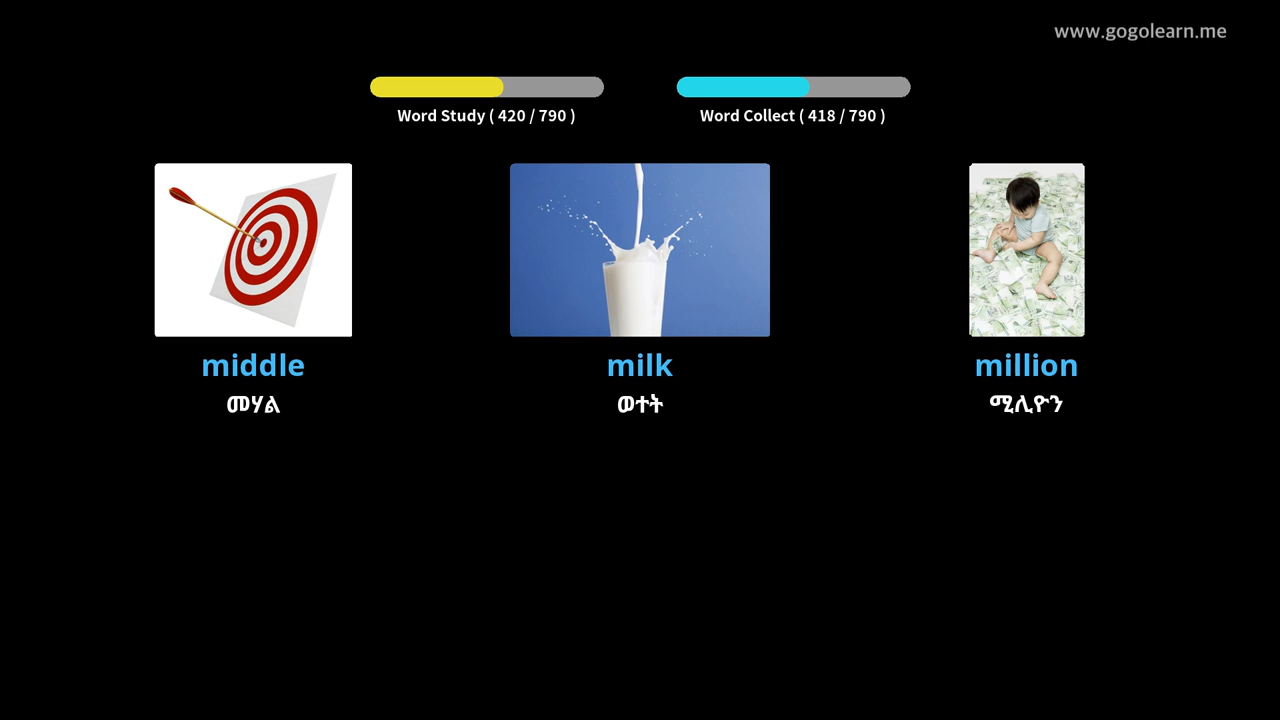 www.gogolearn.me
Word Study ( 420 / 790 )
Word Collect ( 418 / 790 )
middle
milk
million
መሃል
ወተት
ሚሊዮን